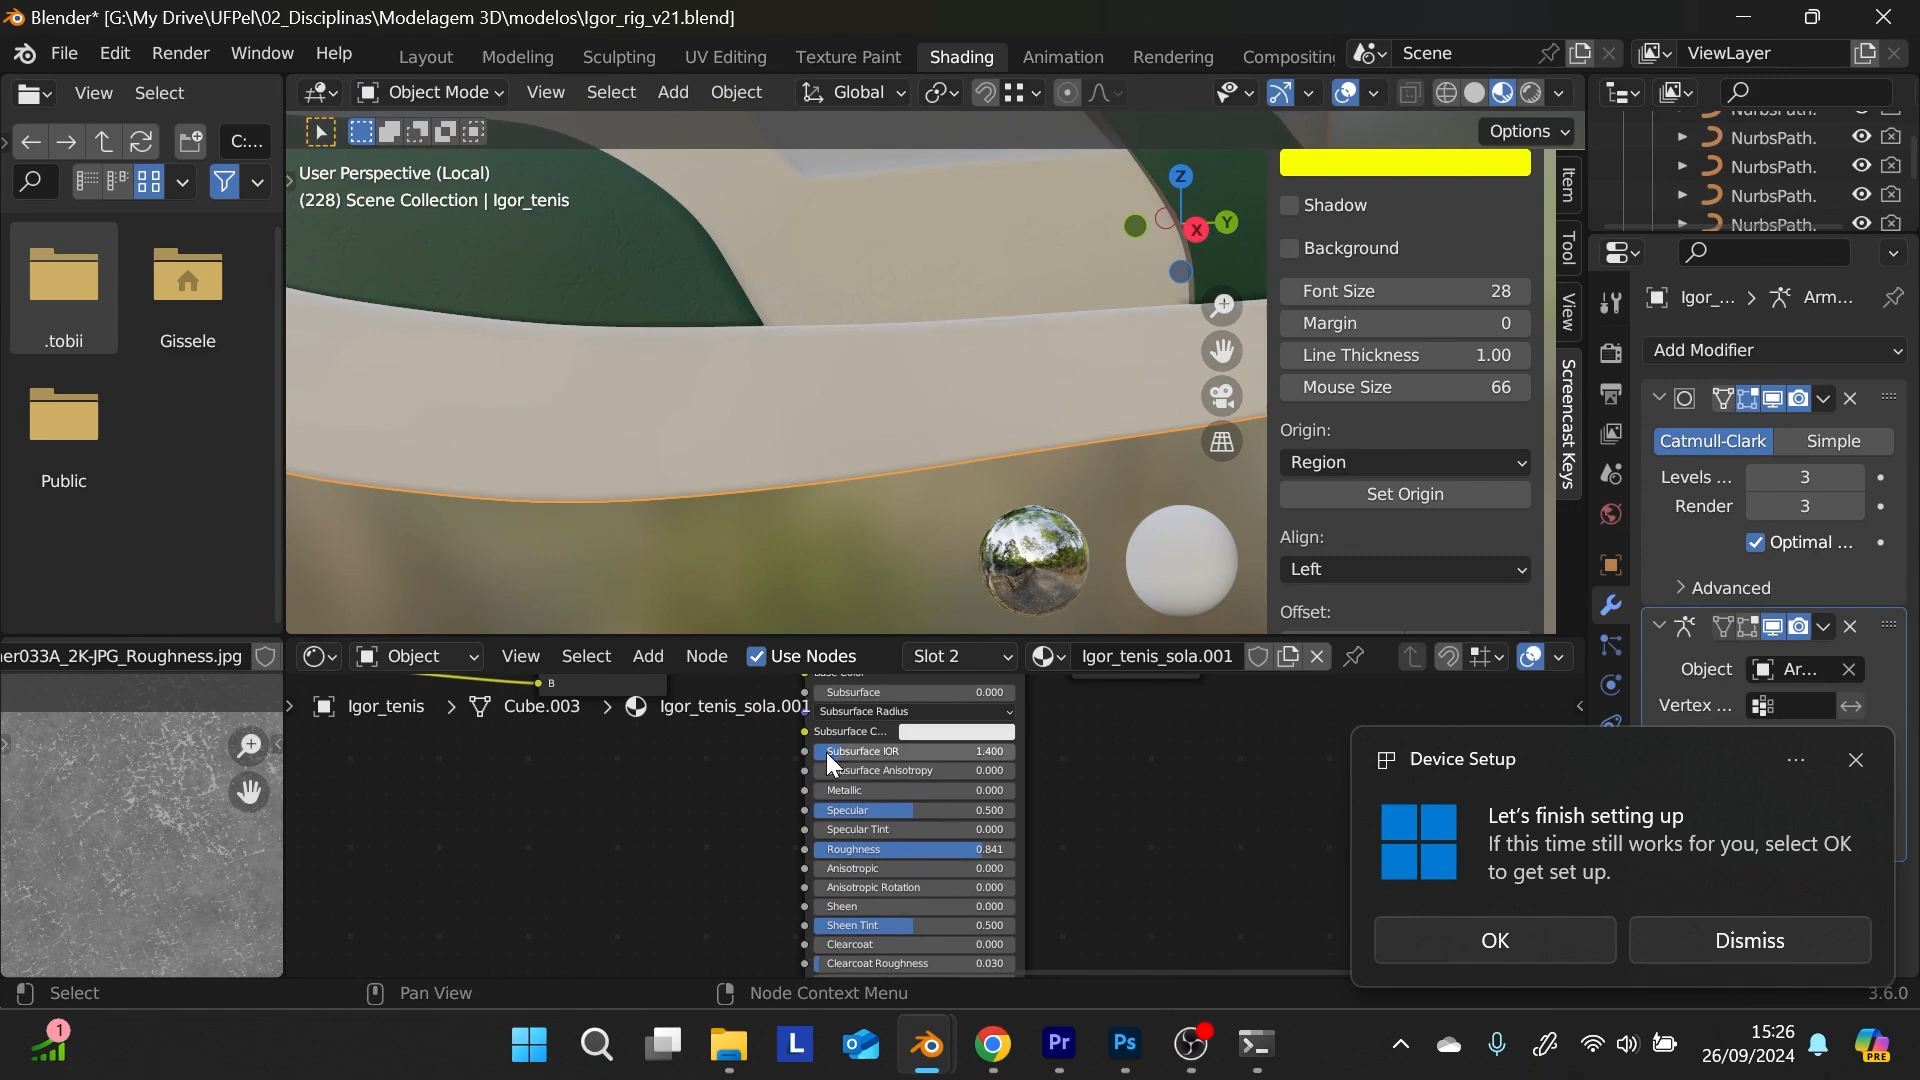 Blender* [G:\My Drive\UFPel\02_Disciplinas\Modelagem 3D\modelos\Igor_rig_v21.blend]
File Edit Render Window Help
Layout Modeling Sculpting UV Editing Texture Paint Shading Animation Rendering Compositing
Scene
ViewLayer
View Select
C:...
.tobii
Gissele
Public
Object Mode View Select Add Object Global
Options
User Perspective (Local)
(228) Scene Collection | Igor_tenis
Z
Y
X
Shadow
Background
Font Size 28
Margin 0
Line Thickness 1.00
Mouse Size 66
Origin:
Region
Set Origin
Align:
Left
Offset:
Item
Tool
View
Screencast Keys
NurbsPath.
NurbsPath.
NurbsPath.
NurbsPath.
NurbsPath.
Igor_... > Arm...
Add Modifier
Catmull-Clark Simple
Levels ... 3
Render 3
Optimal ...
Advanced
Object Ar...
Vertex ...
er033A_2K-JPG_Roughness.jpg
Object View Select Add Node Use Nodes Slot 2 Igor_tenis_sola.001
Igor_tenis > Cube.003 > Igor_tenis_sola.001
B
Base Color
Subsurface 0.000
Subsurface Radius
Subsurface C...
Subsurface IOR 1.400
bsurface Anisotropy 0.000
Metallic 0.000
Specular 0.500
Specular Tint 0.000
Roughness 0.841
Anisotropic 0.000
Anisotropic Rotation 0.000
Sheen 0.000
Sheen Tint 0.500
Clearcoat 0.000
Clearcoat Roughness 0.030
Device Setup
Let's finish setting up
If this time still works for you, select OK
to get set up.
OK
Dismiss
Select
Pan View
Node Context Menu
3.6.0
1
L
Pr
Ps
15:26
26/09/2024
PRE